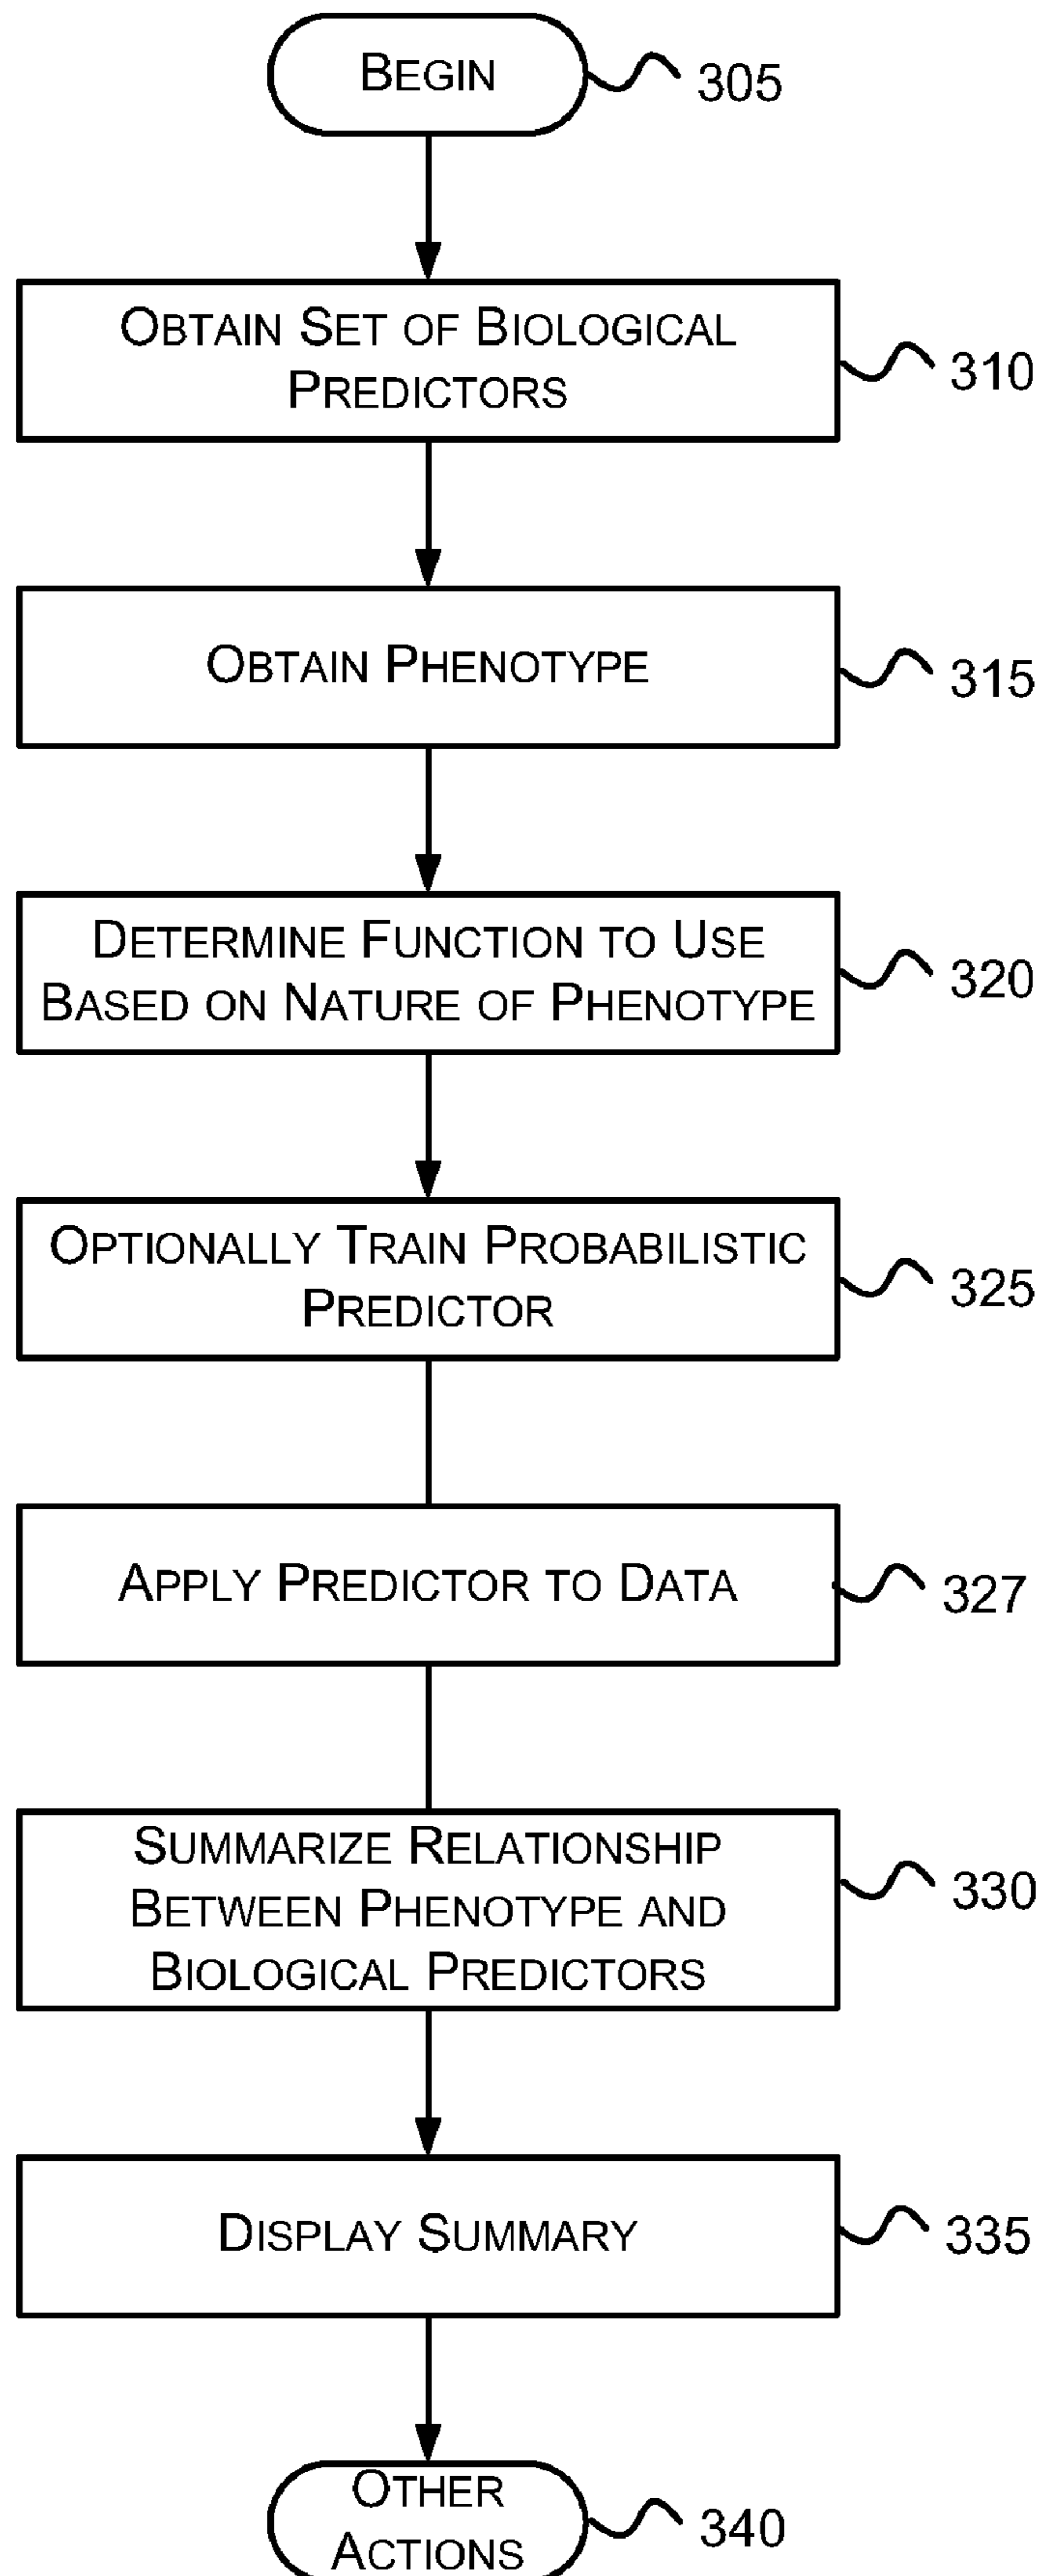 BEGIN
305
OBTAIN SET OF BIOLOGICAL
PREDICTORS
310
OBTAIN PHENOTYPE
315
DETERMINE FUNCTION TO USE
BASED ON NATURE OF PHENOTYPE
320
OPTIONALLY TRAIN PROBABILISTIC
PREDICTOR
325
APPLY PREDICTOR TO DATA
327
SUMMARIZE RELATIONSHIP
BETWEEN PHENOTYPE AND
BIOLOGICAL PREDICTORS
330
DISPLAY SUMMARY
335
OTHER
ACTIONS
340